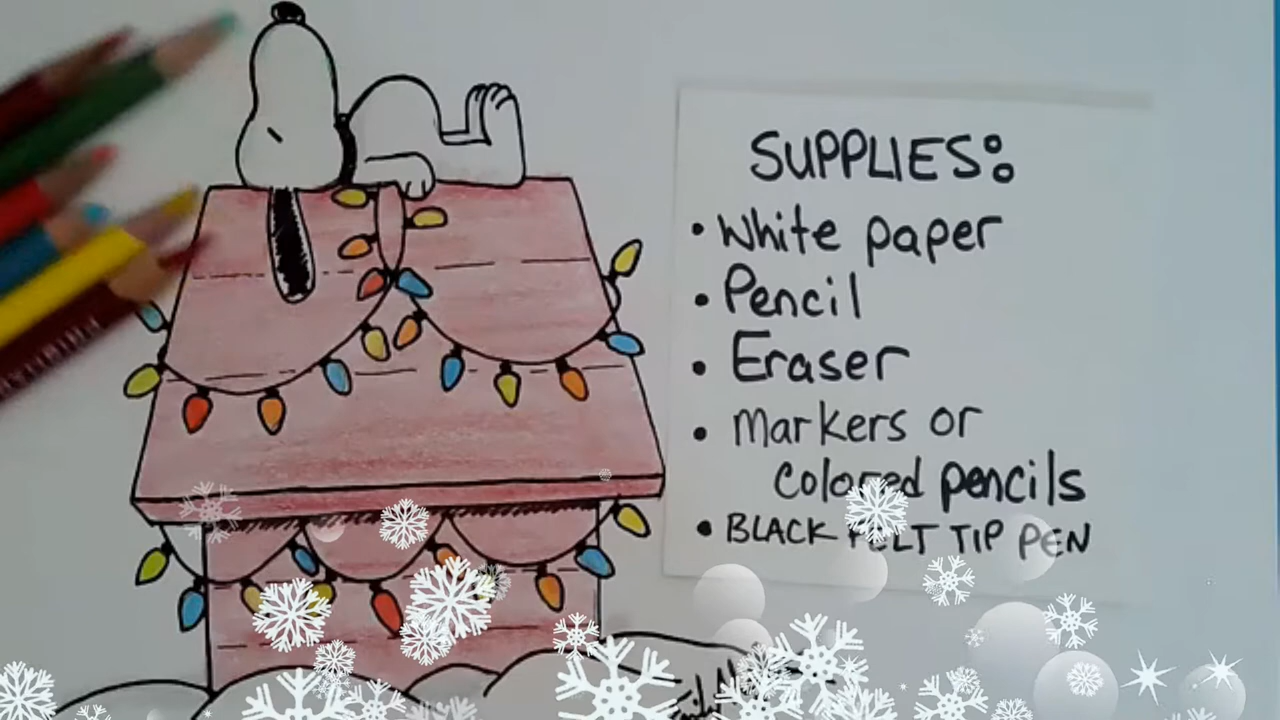 SUPPLIES:
• White paper
• Pencil
• Eraser
• Markers or
colored pencils
• BLACK FELT TIP PEN